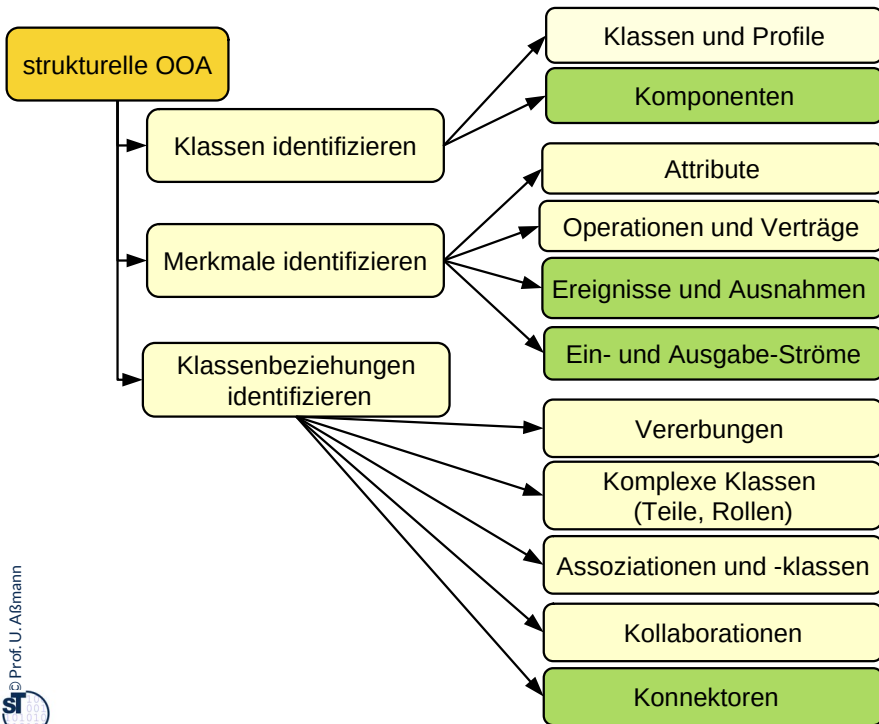 strukturelle OOA
Klassen identifizieren
Klassen und Profile
Komponenten
Merkmale identifizieren
Attribute
Operationen und Verträge
Ereignisse und Ausnahmen
Ein- und Ausgabe-Ströme
Klassenbeziehungen
identifizieren
Vererbungen
Komplexe Klassen
(Teile, Rollen)
Assoziationen und -klassen
Kollaborationen
Konnektoren
© Prof. U. Aßmann
ST